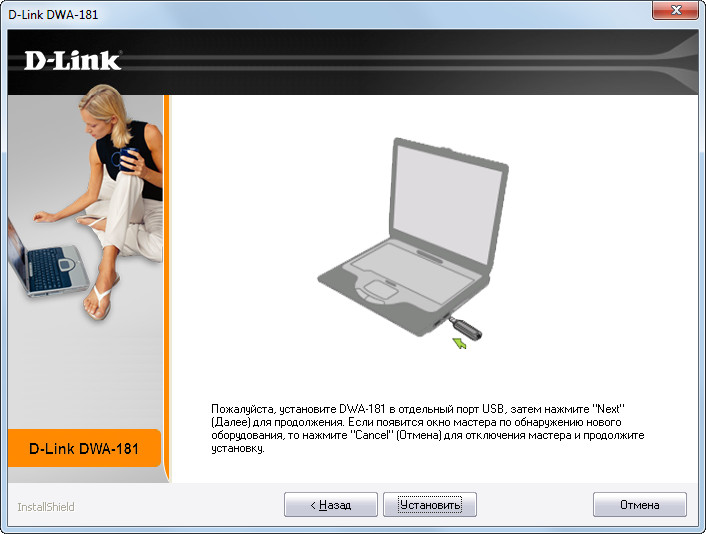 D-Link DWA-181
D-Link
Пожалуйста, установите DWA-181 в отдельный порт USB, затем нажмите "Next"
(Далее) для продолжения. Если появится окно мастера по обнаружению нового
оборудования, то нажмите "Cancel" (Отмена) для отключения мастера и продолжите
установку.
D-Link DWA-181
InstallShield
< Назад
Установить
Отмена